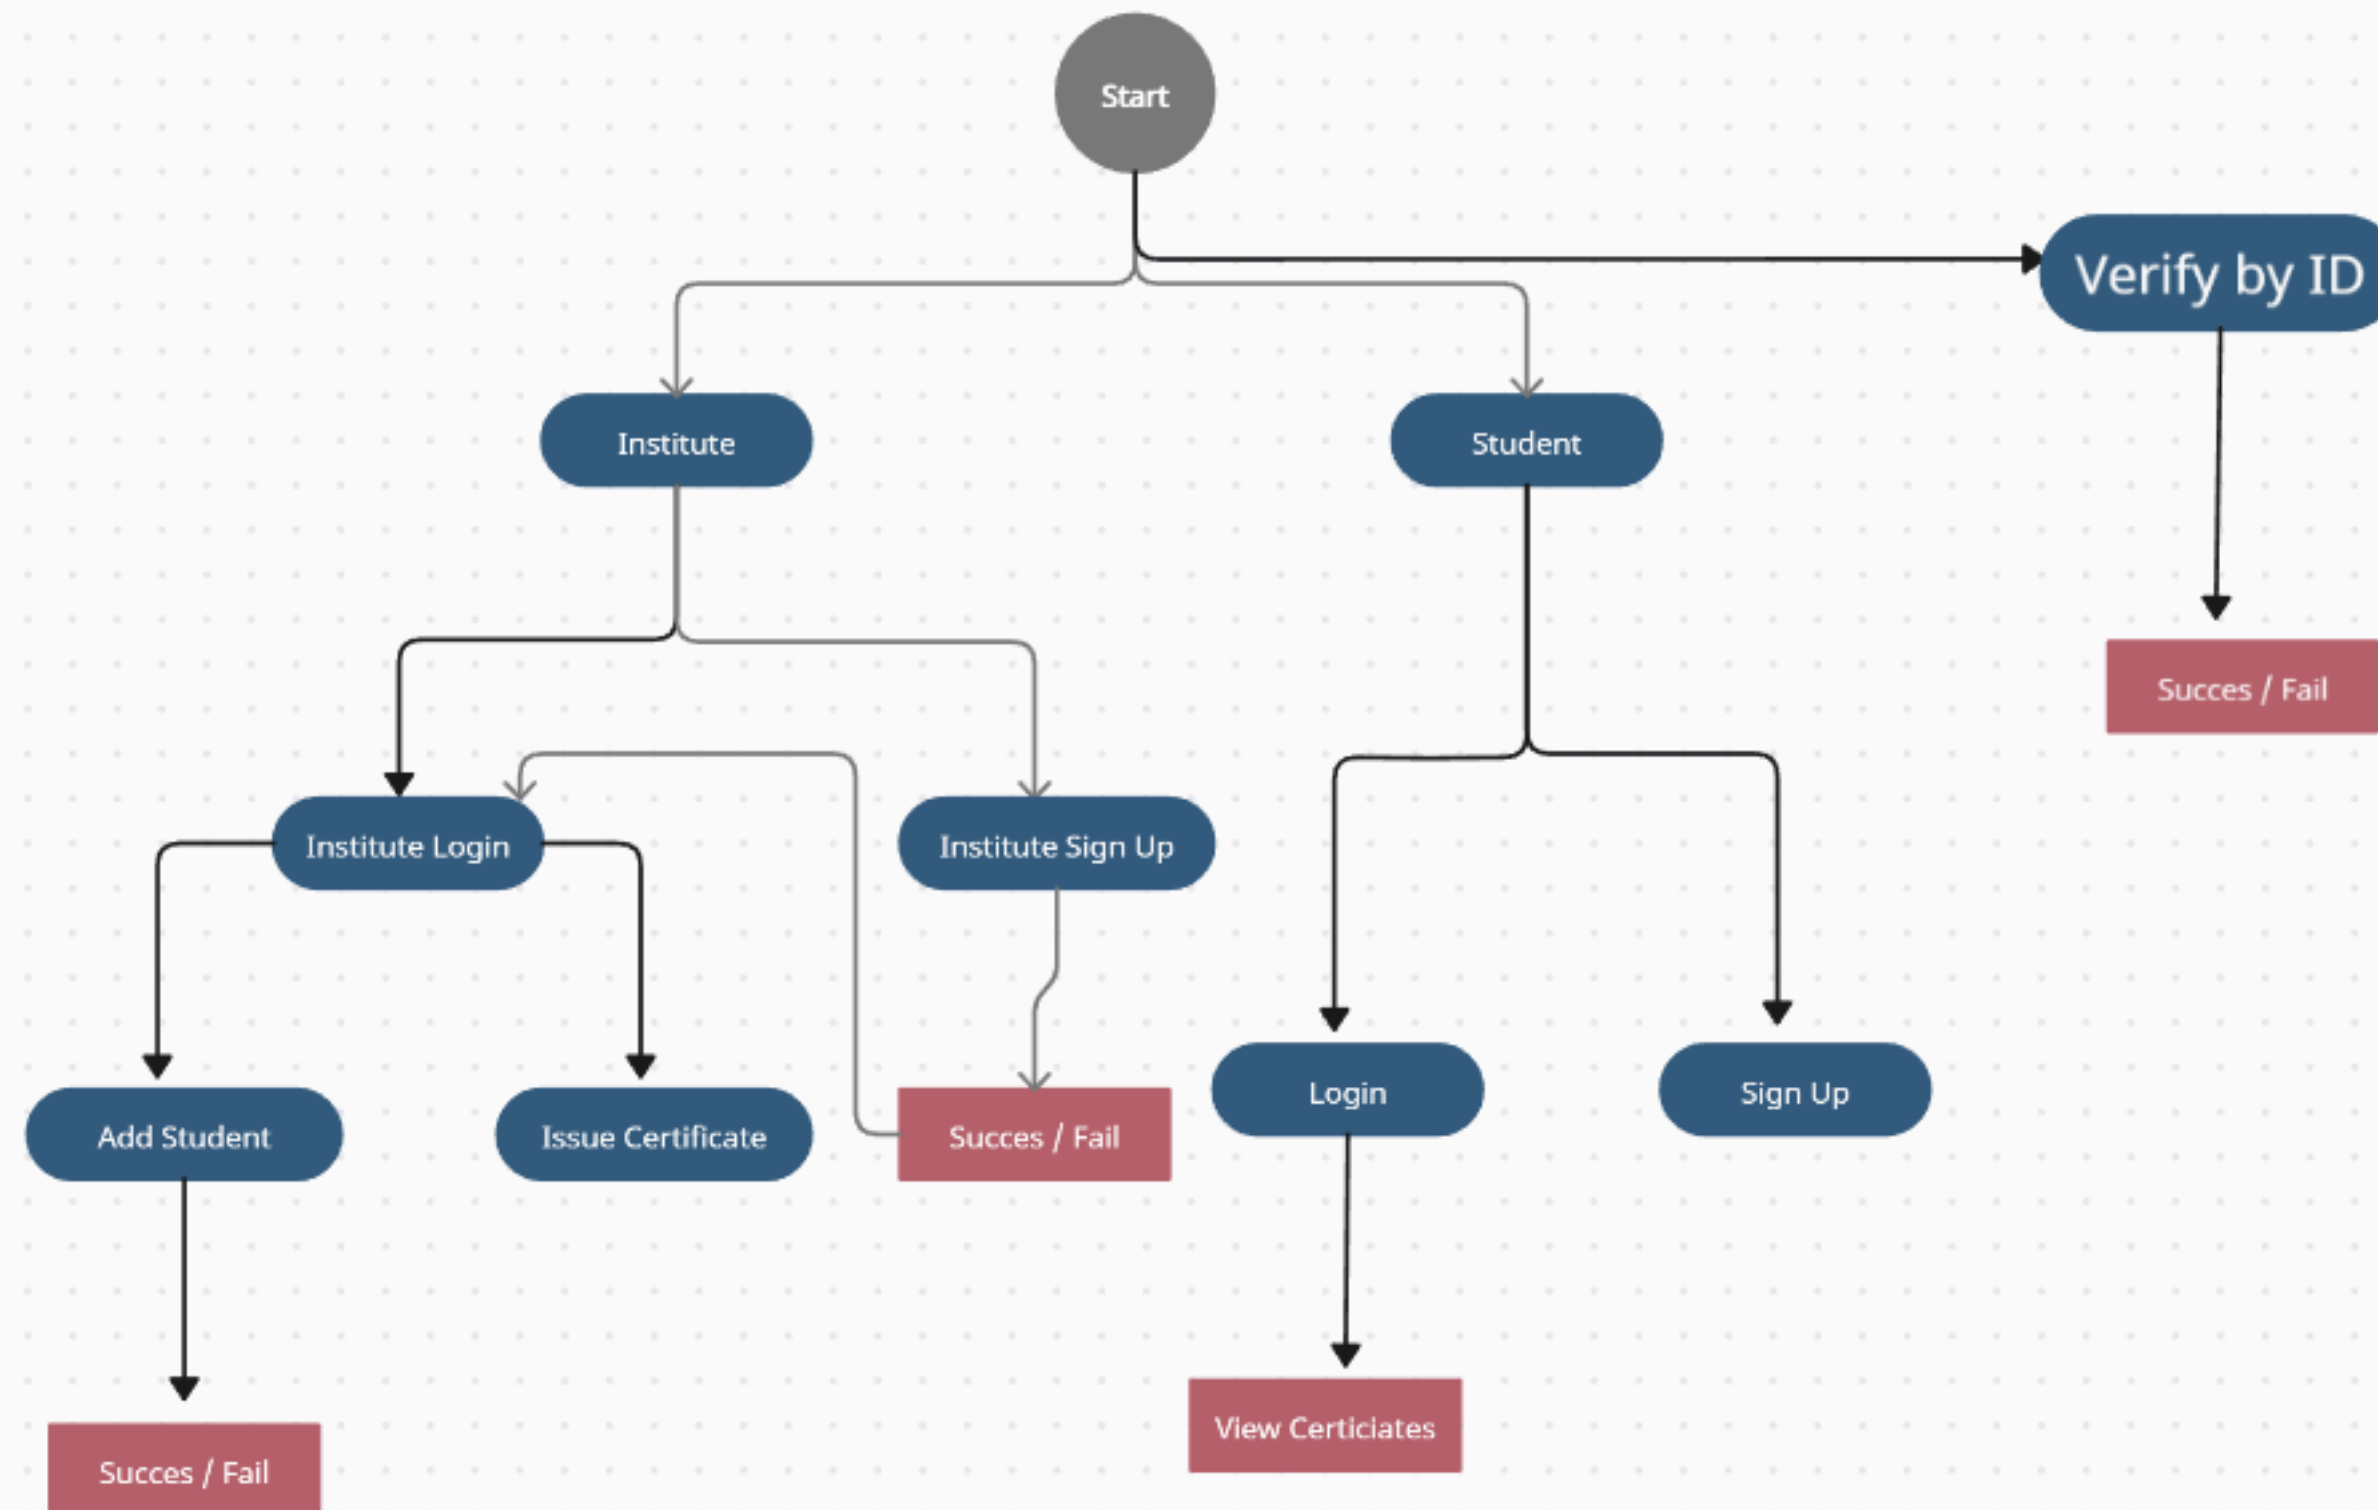 Start
Verify by ID
Institute
Student
Succes / Fail
Institute Login
Institute Sign Up
Login
Sign Up
Add Student
Issue Certificate
Succes / Fail
View Certiciates
Succes / Fail